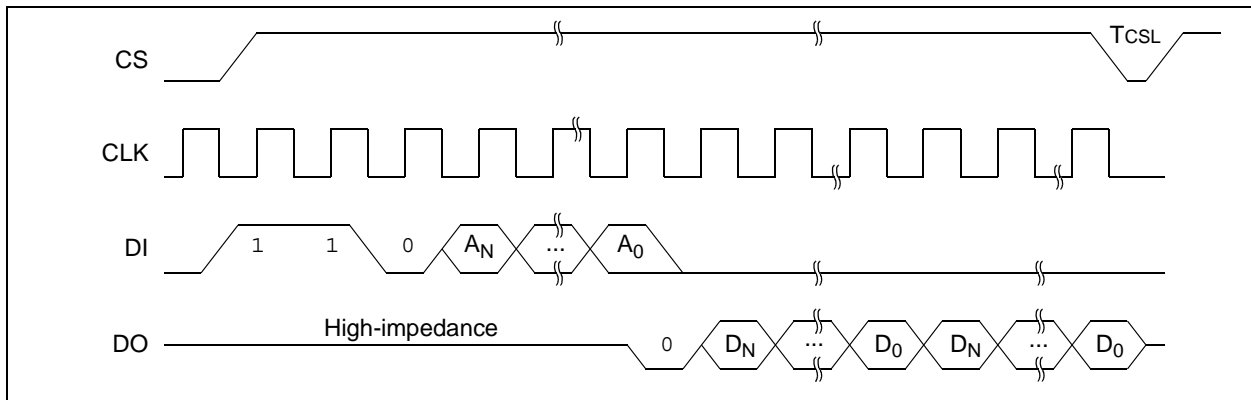 CS TCSL
CLK
DI 1 1 0 AN ... A0
High-impedance
DO 0 DN ... D0 DN ... D0